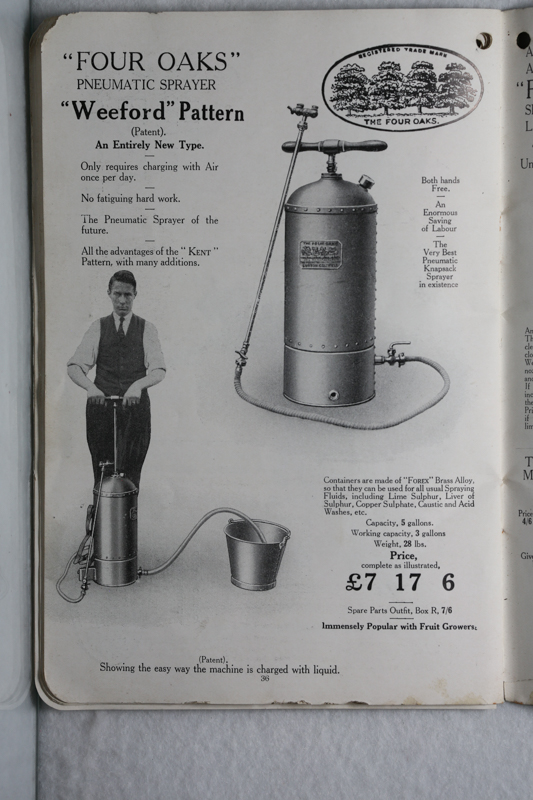 "FOUR OAKS"
PNEUMATIC SPRAYER
"Weeford" Pattern
(Patent).
An Entirely New Type.
Only requires charging with Air
once per day.
No fatiguing hard work.
The Pneumatic Sprayer of the
future.
All the advantages of the "KENT"
Pattern, with many additions.
REGISTERED TRADE MARK
THE FOUR OAKS.
Both hands
Free.
An
Enormous
Saving
of Labour
The
Very Best
Pneumatic
Knapsack
Sprayer
in existence
Containers are made of "FOREX" Brass Alloy,
so that they can be used for all usual Spraying
Fluids, including Lime Sulphur, Liver of
Sulphur, Copper Sulphate, Caustic and Acid
Washes, etc.
Capacity, 5 gallons.
Working capacity, 3 gallons
Weight, 28 lbs.
Price,
complete as illustrated,
£7 17 6
Spare Parts Outfit, Box R, 7/6
Immensely Popular with Fruit Growers.
(Patent).
Showing the easy way the machine is charged with liquid.
36